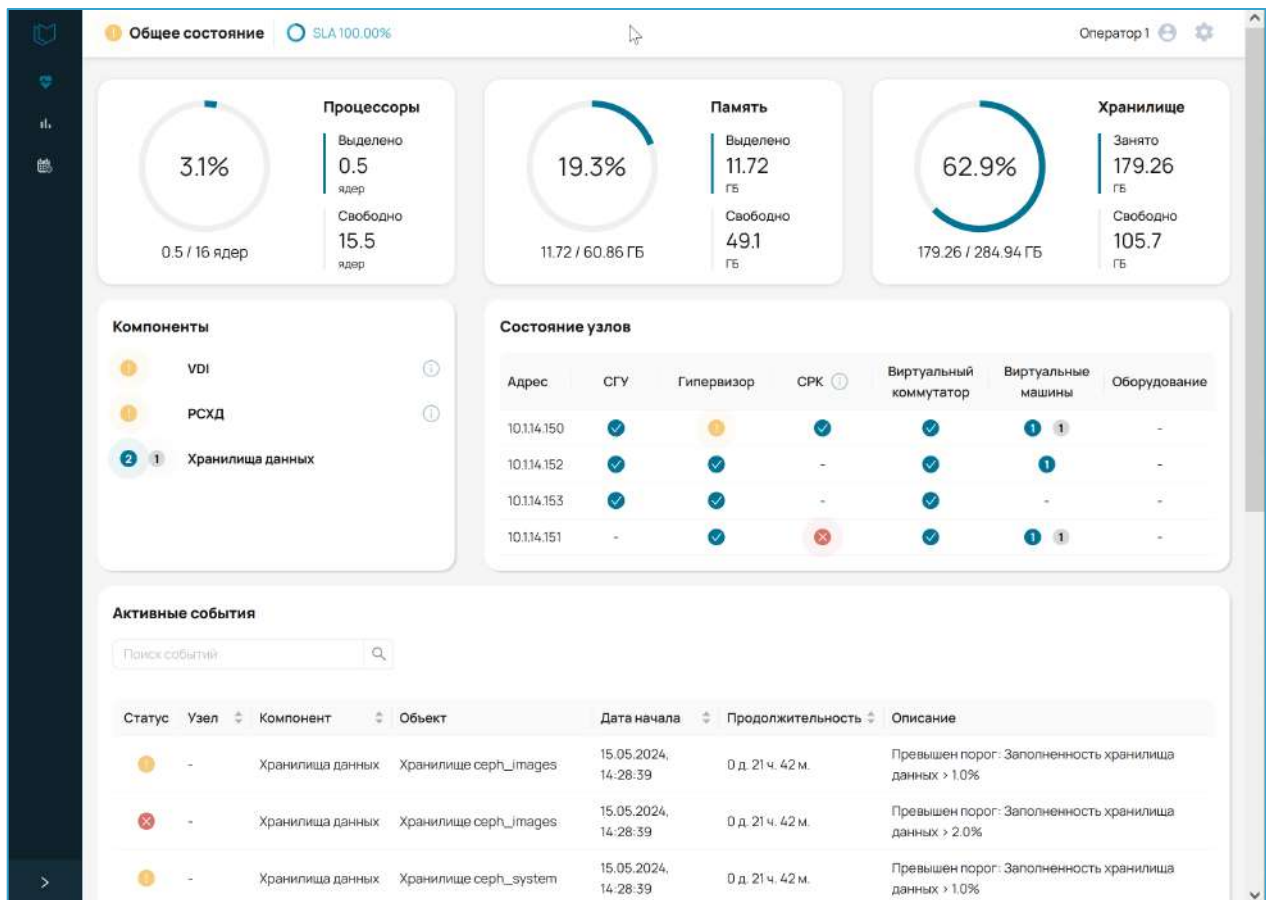 Общее состояние SLA 100.00% Оператор 1
3.1%
0.5 / 16 ядер
Процессоры
Выделено
0.5
ядер
Свободно
15.5
ядер
19.3%
11.72 / 60.86 ГБ
Память
Выделено
11.72
ГБ
Свободно
49.1
ГБ
62.9%
179.26 / 284.94 ГБ
Хранилище
Занято
179.26
ГБ
Свободно
105.7
ГБ
Компоненты
VDI
РСХД
2 1 Хранилища данных
Состояние узлов
Адрес СГУ Гипервизор СРК Виртуальный коммутатор Виртуальные машины Оборудование
10.1.14.150 1 1 -
10.1.14.152 - 1 -
10.1.14.153 - - -
10.1.14.151 - 1 1 -
Активные события
Поиск событий
Статус Узел Компонент Объект Дата начала Продолжительность Описание
- Хранилища данных Хранилище ceph_images 15.05.2024, 14:28:39 0 д. 21 ч. 42 м. Превышен порог: Заполненность хранилища данных > 1.0%
- Хранилища данных Хранилище ceph_images 15.05.2024, 14:28:39 0 д. 21 ч. 42 м. Превышен порог: Заполненность хранилища данных > 2.0%
- Хранилища данных Хранилище ceph_system 15.05.2024, 14:28:39 0 д. 21 ч. 42 м. Превышен порог: Заполненность хранилища данных > 1.0%